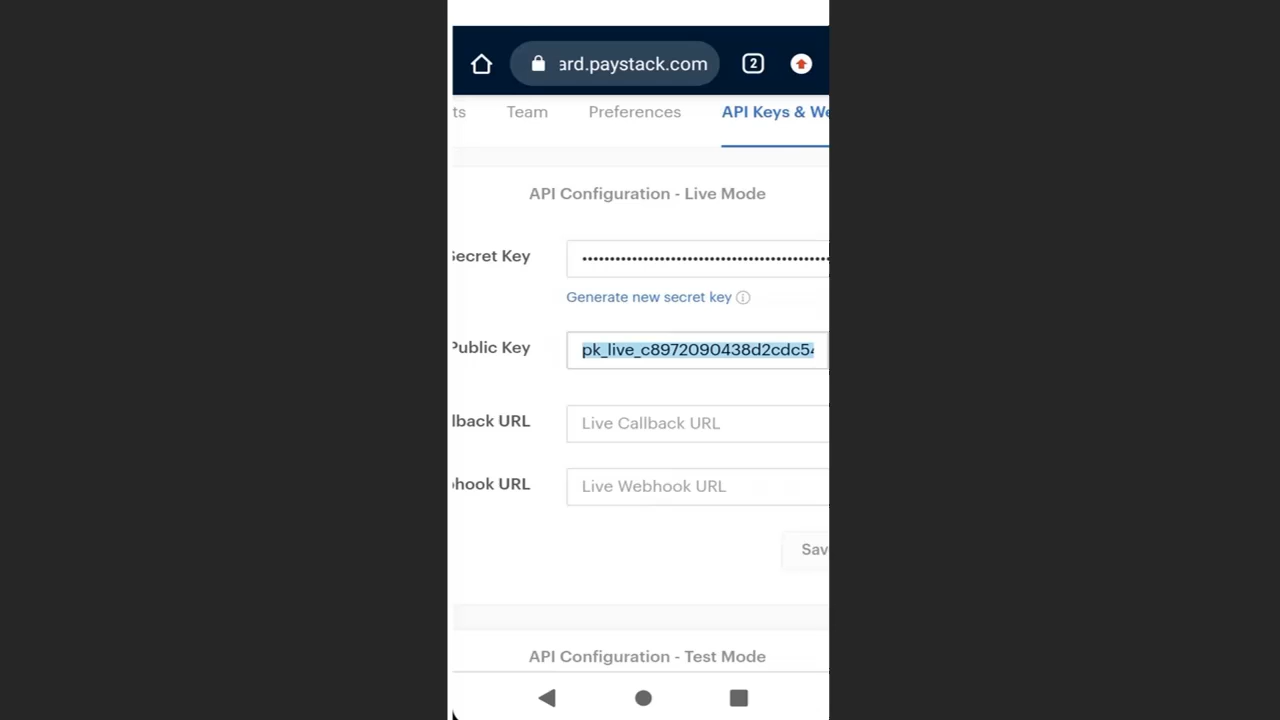 ard.paystack.com 2
ts Team Preferences API Keys & We
API Configuration - Live Mode
Secret Key ••••••••••••••••••••••••••••••••••••••••••••••
Generate new secret key
Public Key pk_live_c8972090438d2cdc54
lback URL Live Callback URL
hook URL Live Webhook URL
Sav
API Configuration - Test Mode